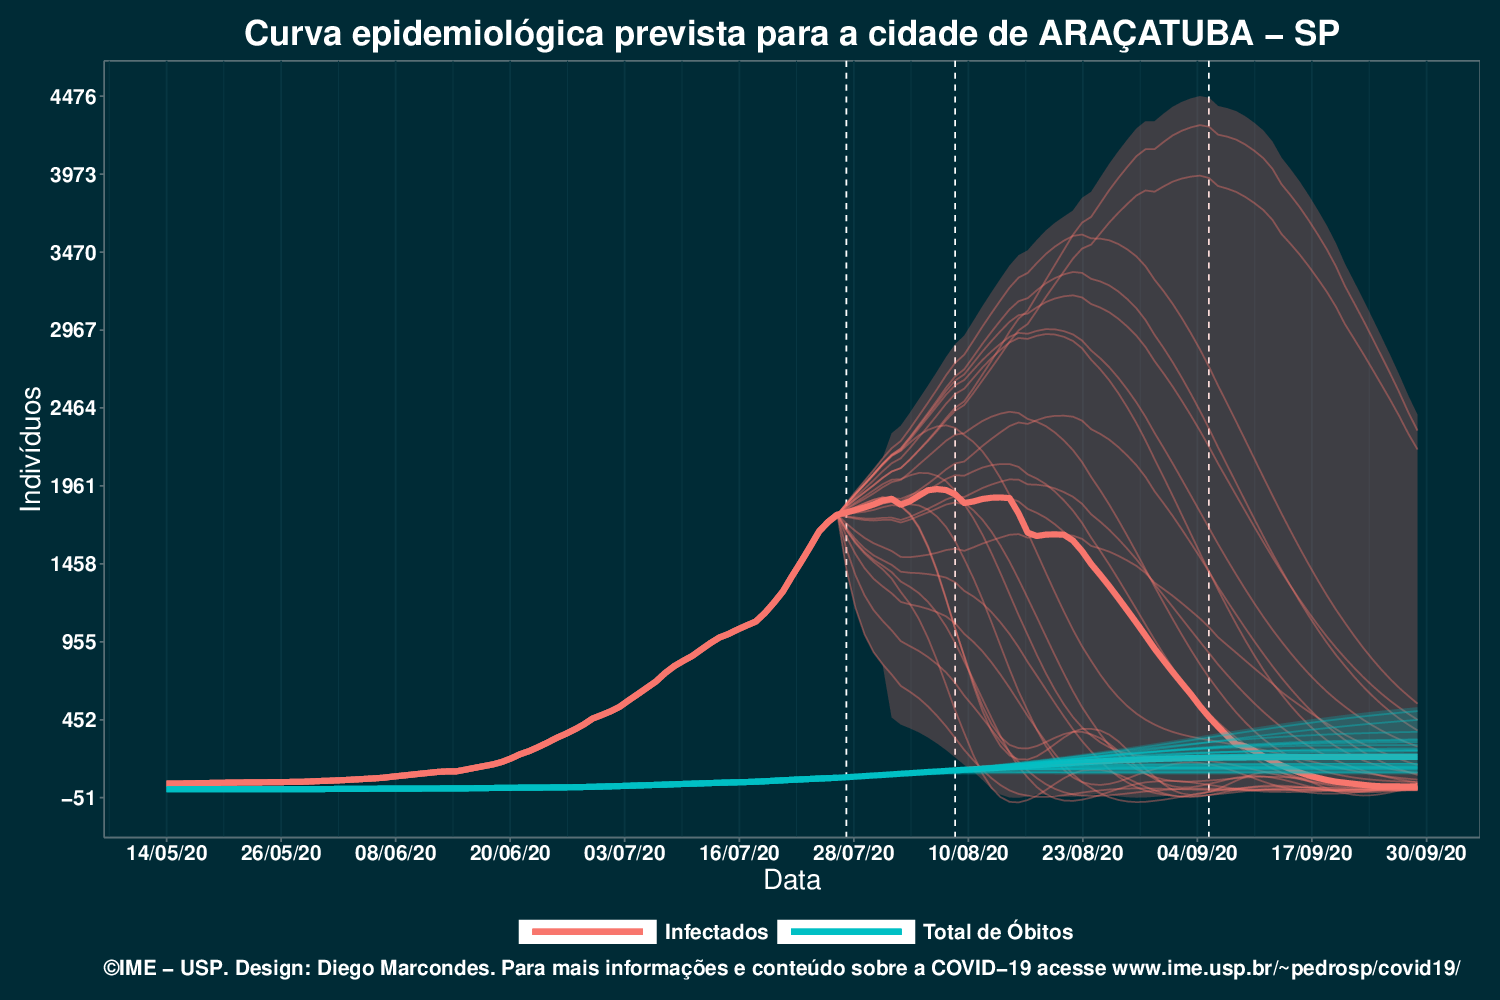 Curva epidemiológica prevista para a cidade de ARAÇATUBA – SP
4476
3973
3470
2967
2464
1961
1458
955
452
−51
Indivíduos
14/05/20 26/05/20 08/06/20 20/06/20 03/07/20 16/07/20 28/07/20 10/08/20 23/08/20 04/09/20 17/09/20 30/09/20
Data
Infectados Total de Óbitos
©IME – USP. Design: Diego Marcondes. Para mais informações e conteúdo sobre a COVID−19 acesse www.ime.usp.br/~pedrosp/covid19/